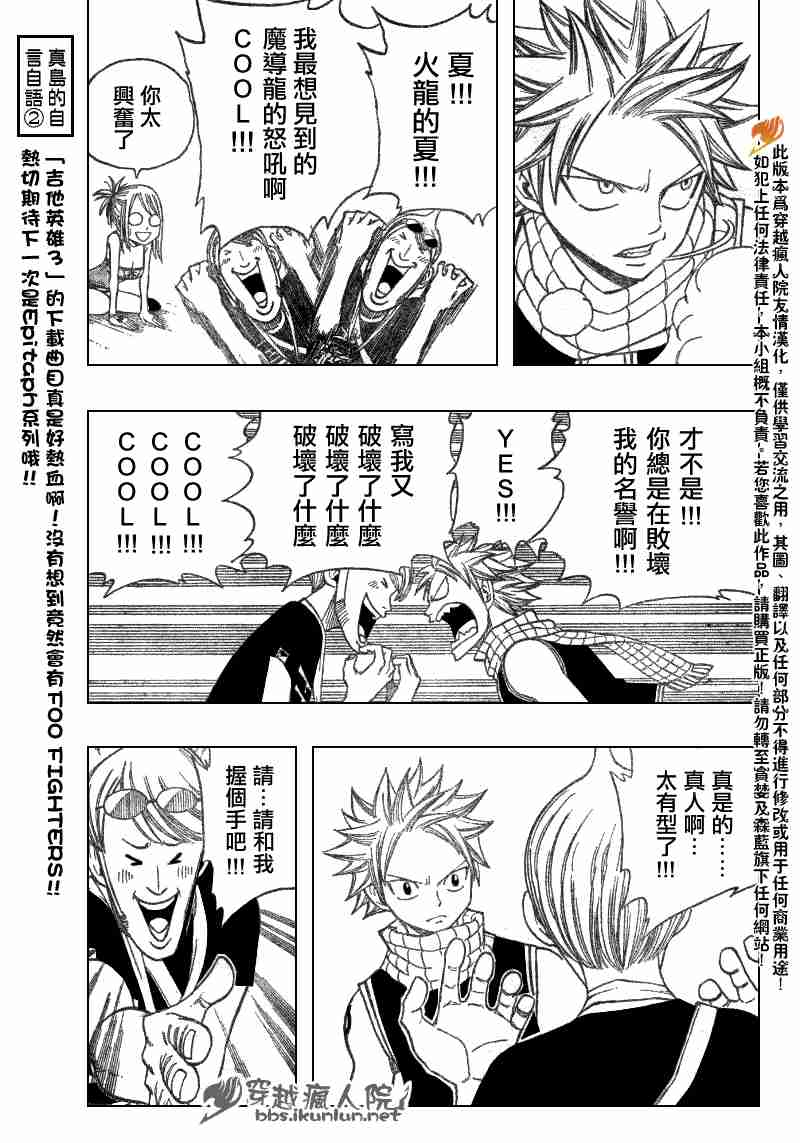 夏!!!
火龍的夏!!!
我最想見到的
魔導龍的怒吼啊
COOL!!!
你太
興奮了
才不是!!!
你總是在敗壞
我的名譽啊!!!
YES!!!
寫我又
破壞了什麼
破壞了什麼
破壞了什麼
COOL!!!
COOL!!!
COOL!!!
真是的……
真人啊…
太有型了!!!
請…請和我
握個手吧!!!
真島的自
言自語②
「吉他英雄3」的下載曲目真是好熱血啊!沒有想到竟然會有FOO FIGHTERS!!
熱切期待下一次是Epitaph系列哦!!
此版本爲穿越瘋人院友情漢化,僅供學習交流之用,其圖、翻譯以及任何部分不得進行修改或用于任何商業用途!
如犯上任何法律責任,本小組概不負責。若您喜歡此作品,請購買正版!請勿轉至貪婪及森藍旗下任何網站!
穿越瘋人院
bbs.ikunlun.net